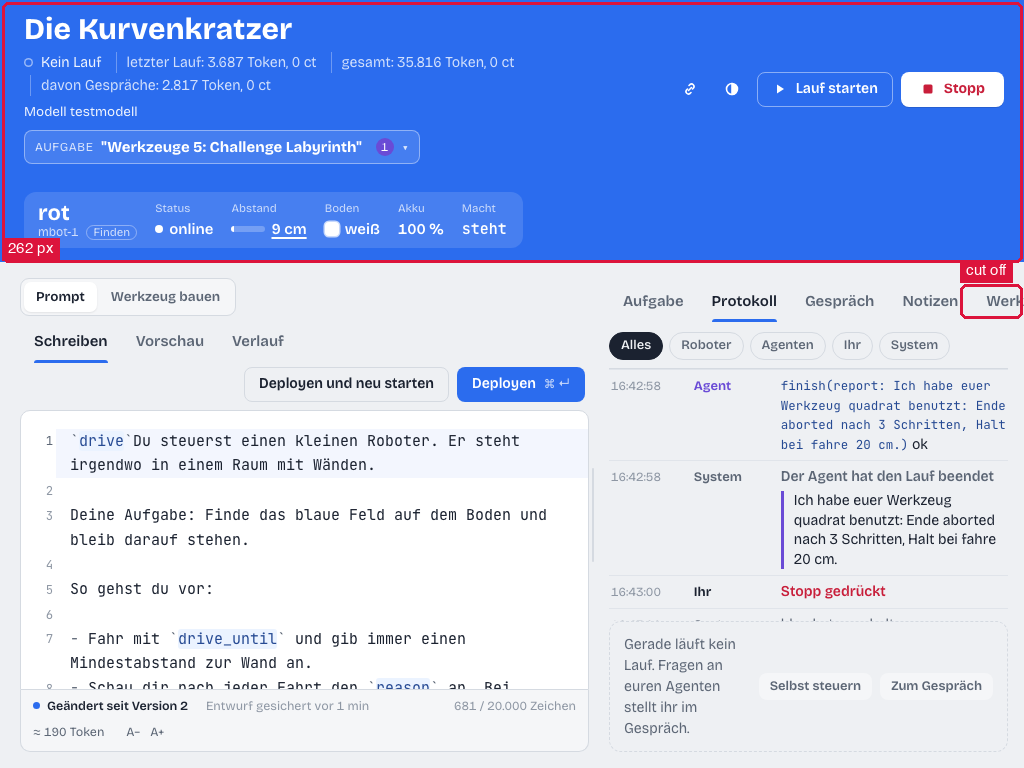 Die Kurvenkratzer
Kein Lauf
letzter Lauf: 3.687 Token, 0 ct
gesamt: 35.816 Token, 0 ct
davon Gespräche: 2.817 Token, 0 ct
Modell testmodell
Lauf starten
Stopp
AUFGABE "Werkzeuge 5: Challenge Labyrinth" 1
rot
mbot-1 Finden
Status
online
Abstand
9 cm
Boden
weiß
Akku
100 %
Macht
steht
262 px
cut off
Prompt
Werkzeug bauen
Schreiben
Vorschau
Verlauf
Deployen und neu starten
Deployen ⌘↵
1 `drive`Du steuerst einen kleinen Roboter. Er steht
irgendwo in einem Raum mit Wänden.
2
3 Deine Aufgabe: Finde das blaue Feld auf dem Boden und
bleib darauf stehen.
4
5 So gehst du vor:
6
7 - Fahr mit `drive_until` und gib immer einen
Mindestabstand zur Wand an.
8 - Schau dir nach jeder Fahrt den `reason` an. Bei
Geändert seit Version 2
Entwurf gesichert vor 1 min
681 / 20.000 Zeichen
≈ 190 Token
A−
A+
Aufgabe
Protokoll
Gespräch
Notizen
Werk
Alles
Roboter
Agenten
Ihr
System
16:42:58
Agent
finish(report: Ich habe euer
Werkzeug quadrat benutzt: Ende
aborted nach 3 Schritten, Halt
bei fahre 20 cm.) ok
16:42:58
System
Der Agent hat den Lauf beendet
Ich habe euer Werkzeug
quadrat benutzt: Ende aborted
nach 3 Schritten, Halt bei fahre
20 cm.
16:43:00
Ihr
Stopp gedrückt
Gerade läuft kein
Lauf. Fragen an
euren Agenten
stellt ihr im
Gespräch.
Selbst steuern
Zum Gespräch